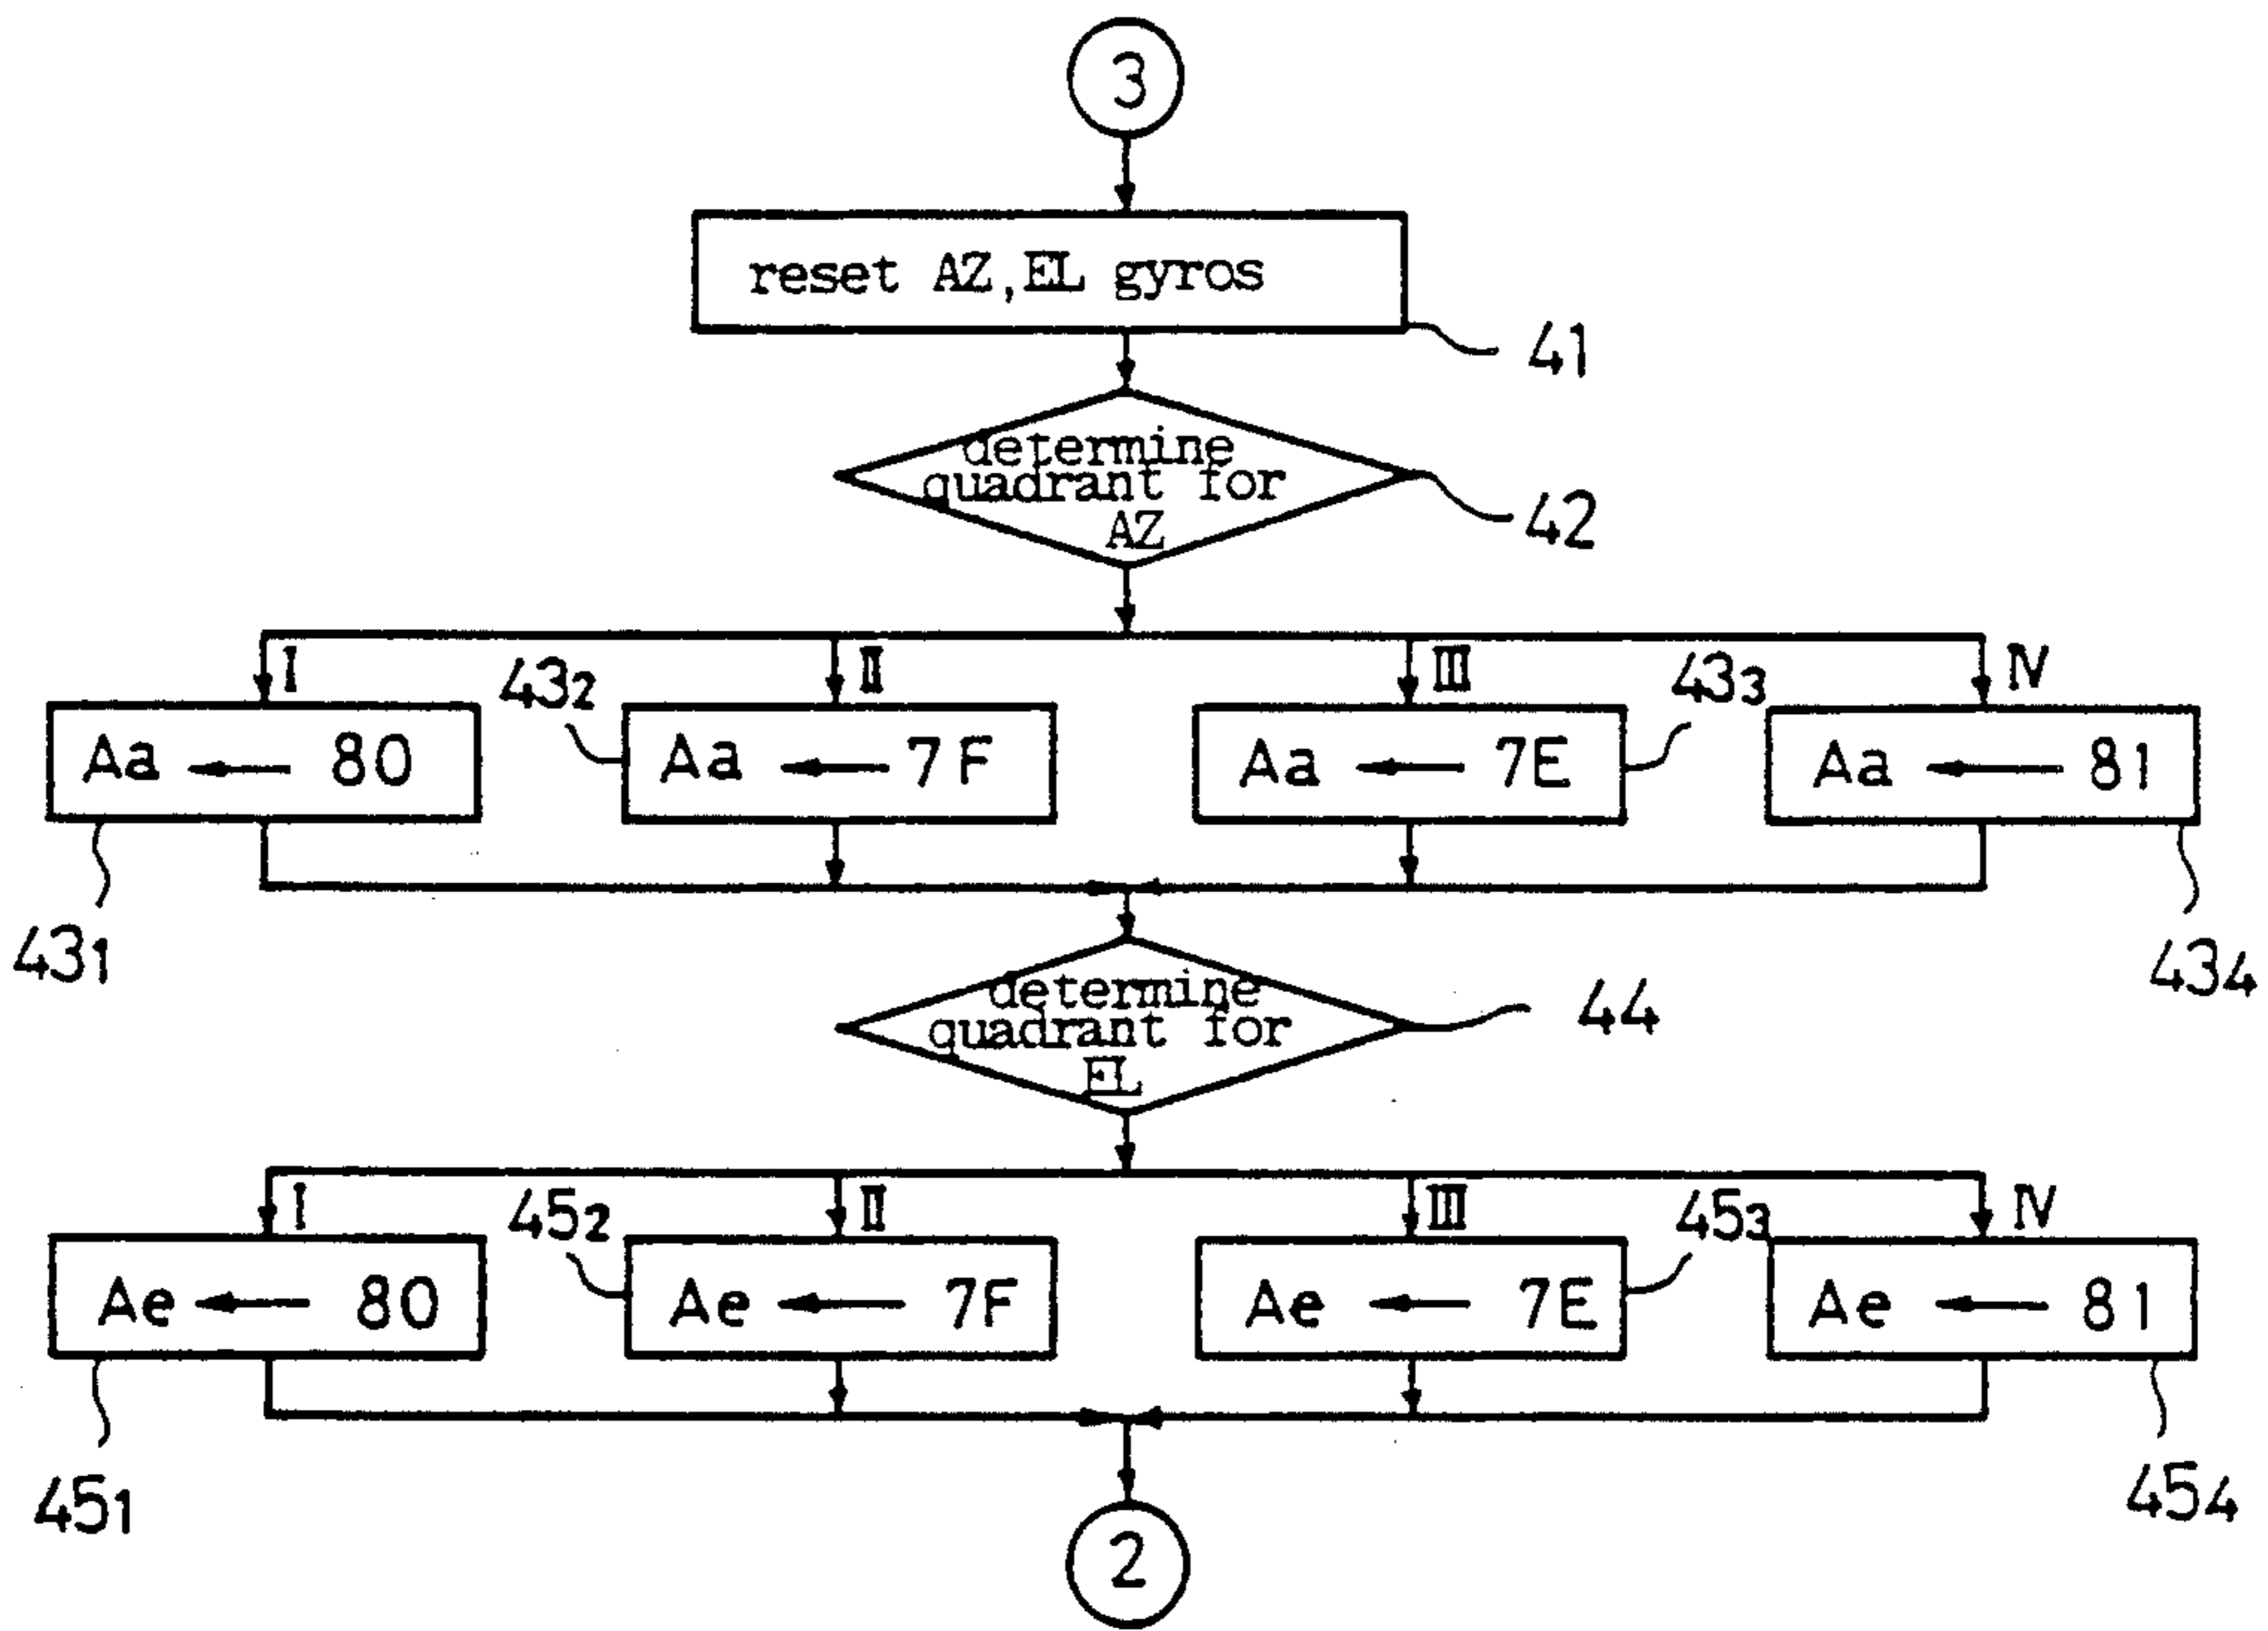 3
reset AZ, EL gyros
41
determine
quadrant for
AZ
42
I
43₂
II
III
43₃
IV
Aa ← 80
Aa ← 7F
Aa ← 7E
Aa ← 81
43₁
43₄
determine
quadrant for
EL
44
I
45₂
II
III
45₃
IV
Ae ← 80
Ae ← 7F
Ae ← 7E
Ae ← 81
45₁
45₄
2